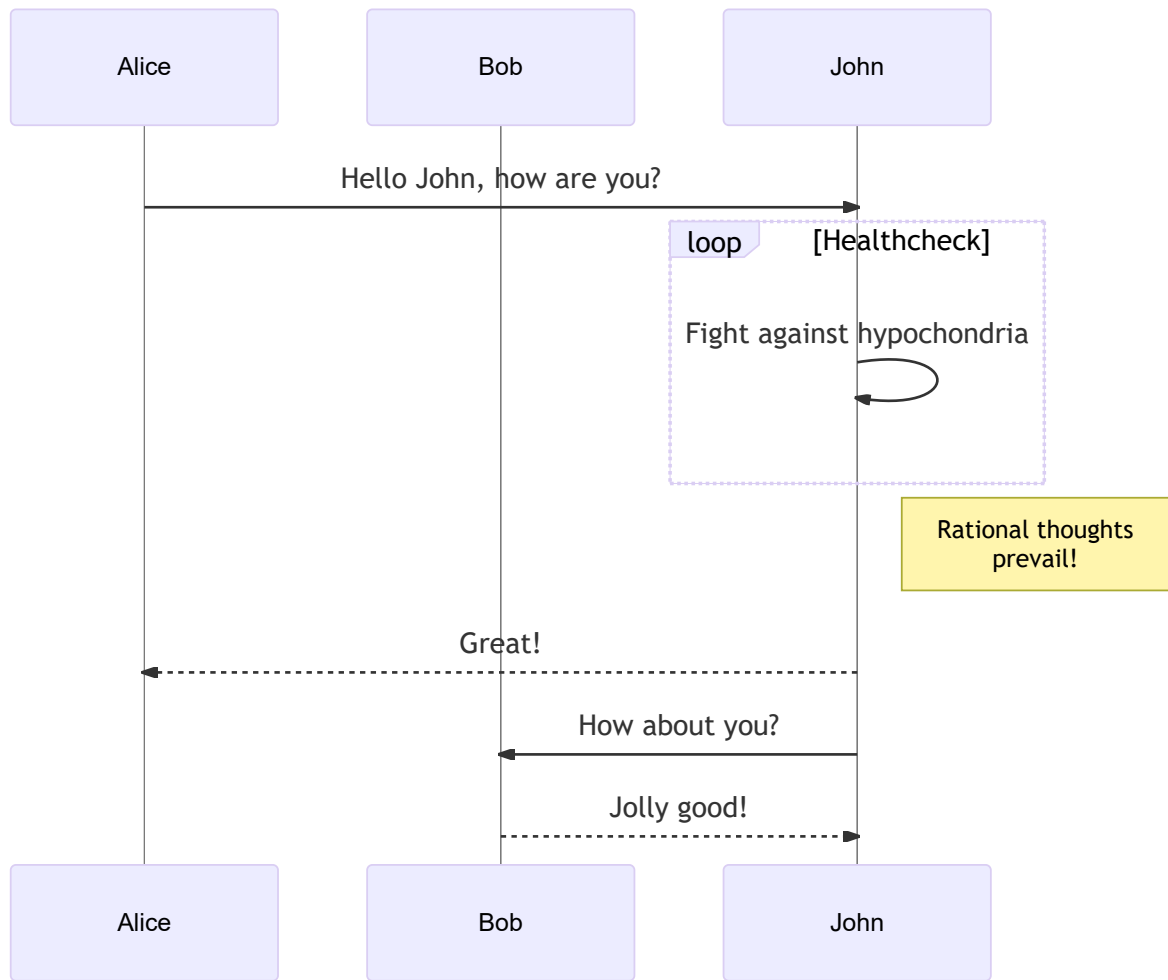 Alice
Bob
John
Hello John, how are you?
loop
[Healthcheck]
Fight against hypochondria
Rational thoughts
prevail!
Great!
How about you?
Jolly good!
Alice
Bob
John